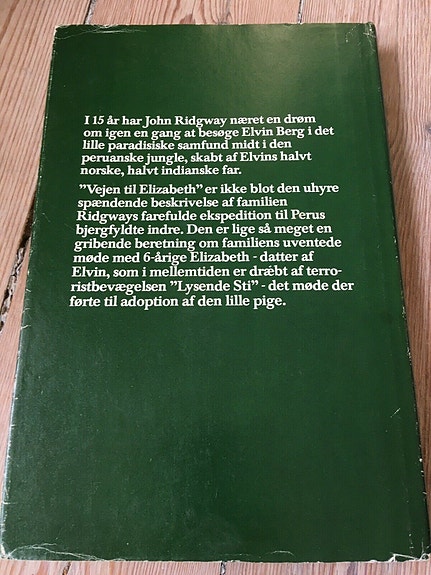 I 15 år har John Ridgway næret en drøm
om igen en gang at besøge Elvin Berg i det
lille paradisiske samfund midt i den
peruanske jungle, skabt af Elvins halvt
norske, halvt indianske far.
”Vejen til Elizabeth” er ikke blot den uhyre
spændende beskrivelse af familien
Ridgways farefulde ekspedition til Perus
bjergfyldte indre. Den er lige så meget en
gribende beretning om familiens uventede
møde med 6-årige Elizabeth - datter af
Elvin, som i mellemtiden er dræbt af terro-
ristbevægelsen ”Lysende Sti” - det møde der
førte til adoption af den lille pige.